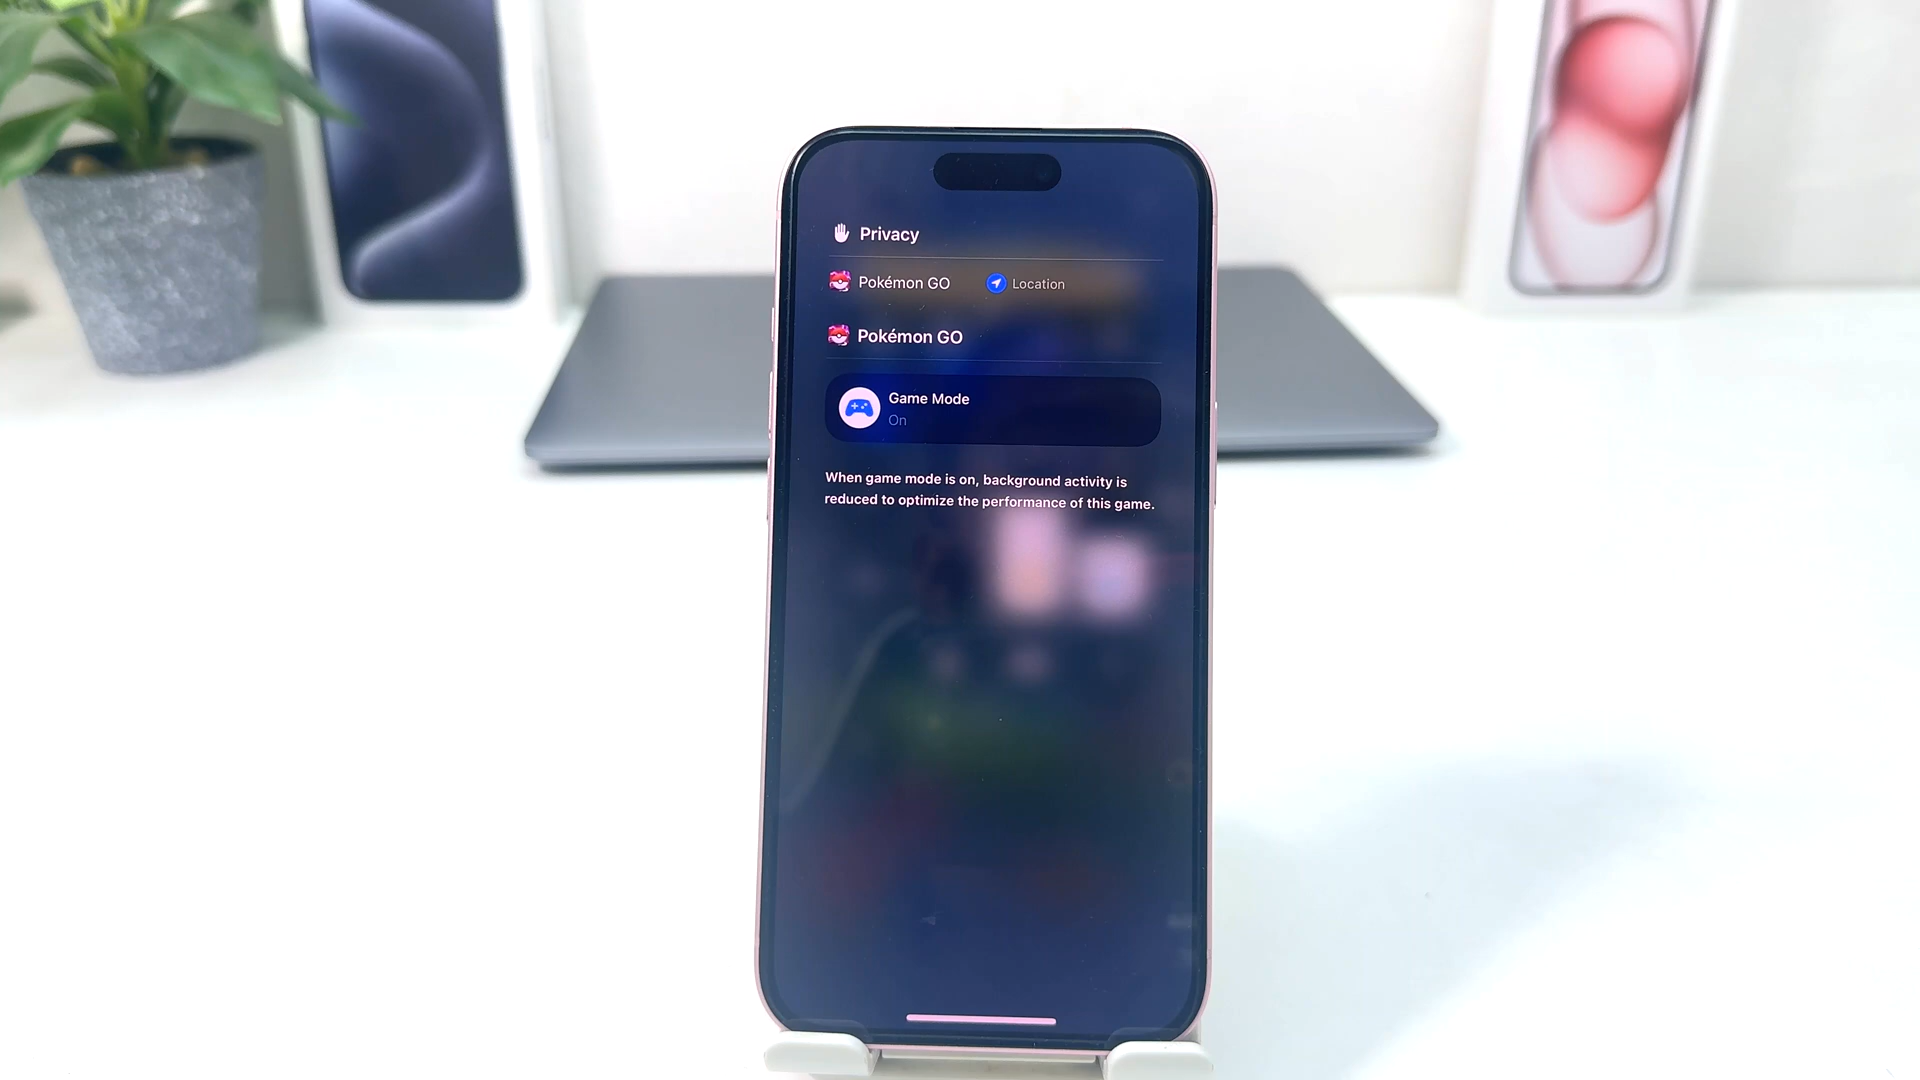 Privacy
Pokémon GO Location
Pokémon GO
Game Mode
On
When game mode is on, background activity is
reduced to optimize the performance of this game.